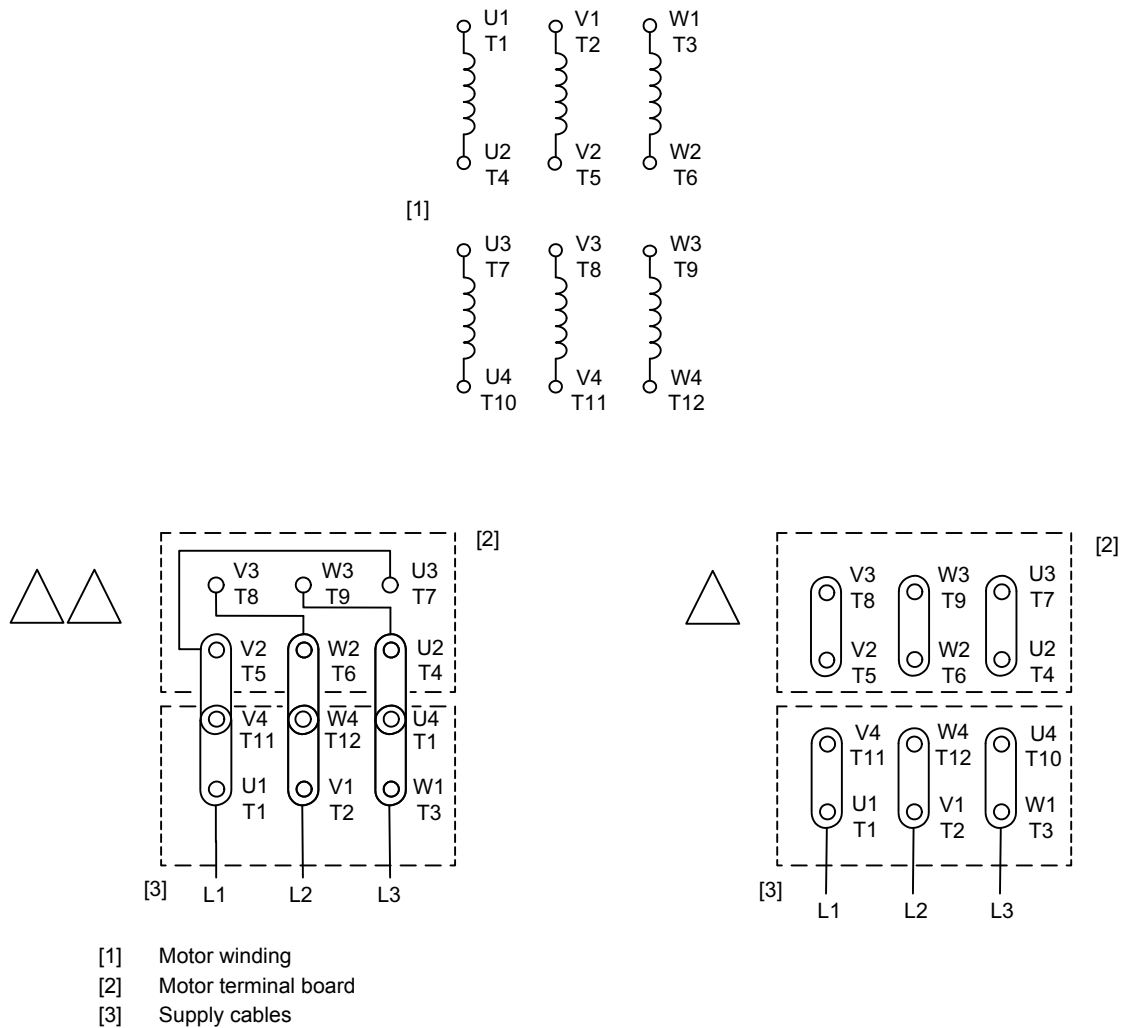 U1 V1 W1
T1 T2 T3
U2 V2 W2
T4 T5 T6
[1]
U3 V3 W3
T7 T8 T9
U4 V4 W4
T10 T11 T12
[2]
V3 W3 U3
T8 T9 T7
V2 W2 U2
T5 T6 T4
V4 W4 U4
T11 T12 T1
U1 V1 W1
T1 T2 T3
[3]
L1 L2 L3
[2]
V3 W3 U3
T8 T9 T7
V2 W2 U2
T5 T6 T4
V4 W4 U4
T11 T12 T10
U1 V1 W1
T1 T2 T3
[3]
L1 L2 L3
[1] Motor winding
[2] Motor terminal board
[3] Supply cables